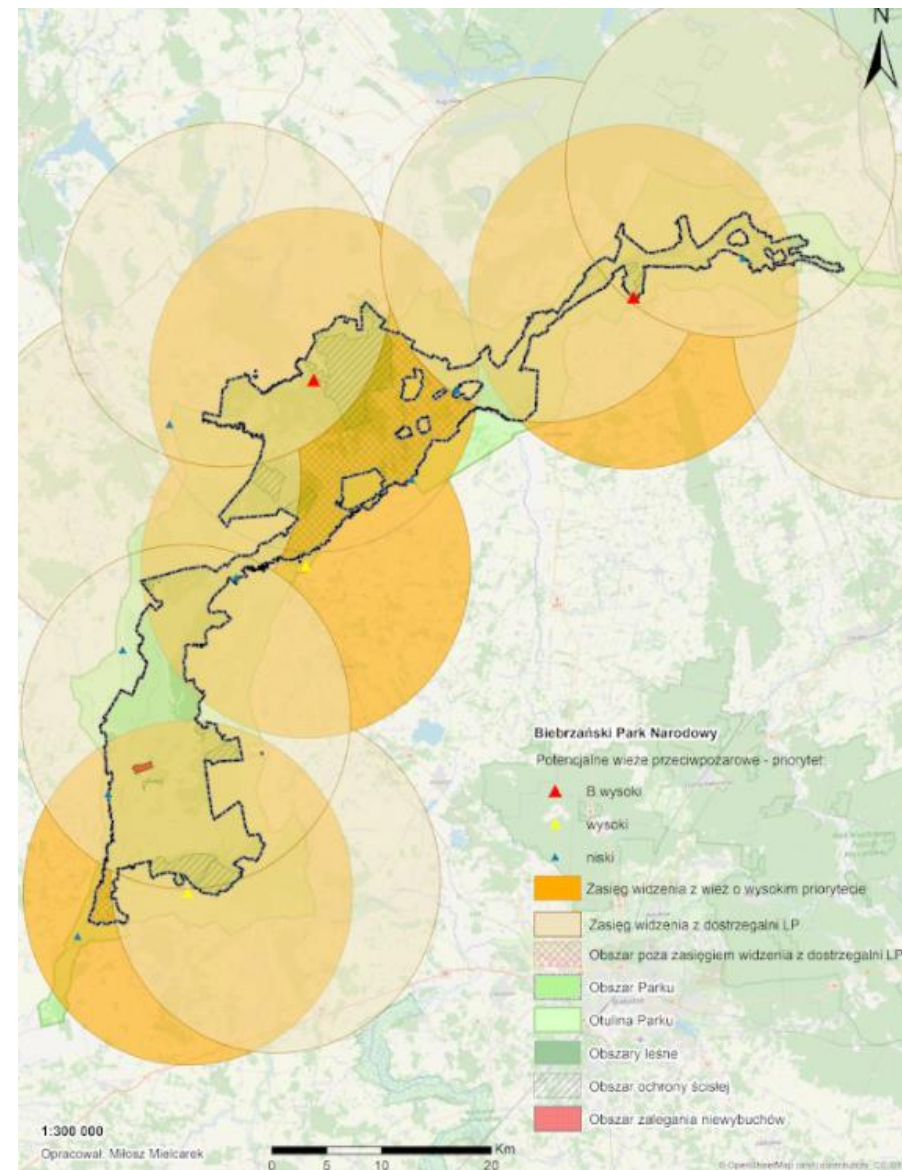 N
Biebrzański Park Narodowy
Potencjalne wieże przeciwpożarowe - priorytet:
B.wysoki
wysoki
niski
Zasięg widzenia z wież o wysokim priorytecie
Zasięg widzenia z dostrzegalni LP
Obszar poza zasięgiem widzenia z dostrzegalni LP
Obszar Parku
Otulina Parku
Obszary leśne
Obszar ochrony ścisłej
Obszar zalegania niewybuchów
1:300 000
Opracował: Miłosz Mielcarek
Km
0 5 10 20
© OpenStreetMap